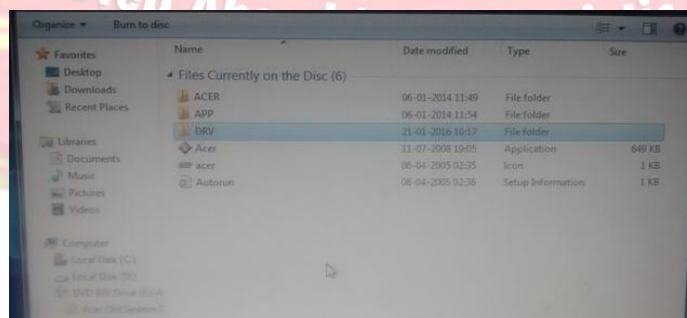 Organize Burn to disc
Name Date modified Type Size
Favorites
Desktop
Downloads
Recent Places
Libraries
Documents
Music
Pictures
Videos
Computer
Local Disk (C:)
Local Disk (D:)
Files Currently on the Disc (6)
ACER 06-01-2014 11:49 File folder
APP 06-01-2014 11:54 File folder
DRV 21-01-2016 10:17 File folder
Acer 11-07-2008 19:05 Application 649 KB
acer 06-04-2005 02:35 Icon 1 KB
Autorun 06-04-2005 02:36 Setup Information 1 KB